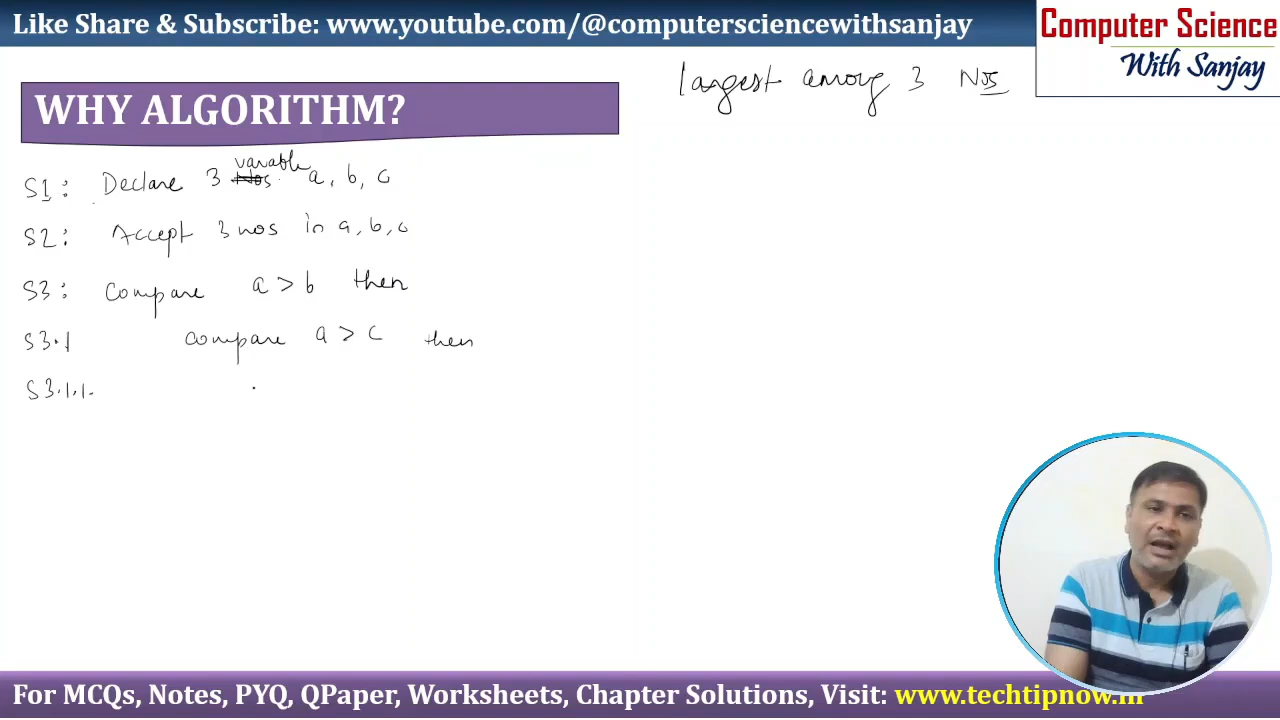 Like Share & Subscribe: www.youtube.com/@computersciencewithsanjay
Computer Science
With Sanjay
largest among 3 Nos
WHY ALGORITHM?
variable
S1: Declare 3 Nos a, b, c
S2: Accept 3 nos in a, b, c
S3: compare a > b then
S3.1 compare a > c then
S3.1.1.
For MCQs, Notes, PYQ, QPaper, Worksheets, Chapter Solutions, Visit: www.techtipnow.in